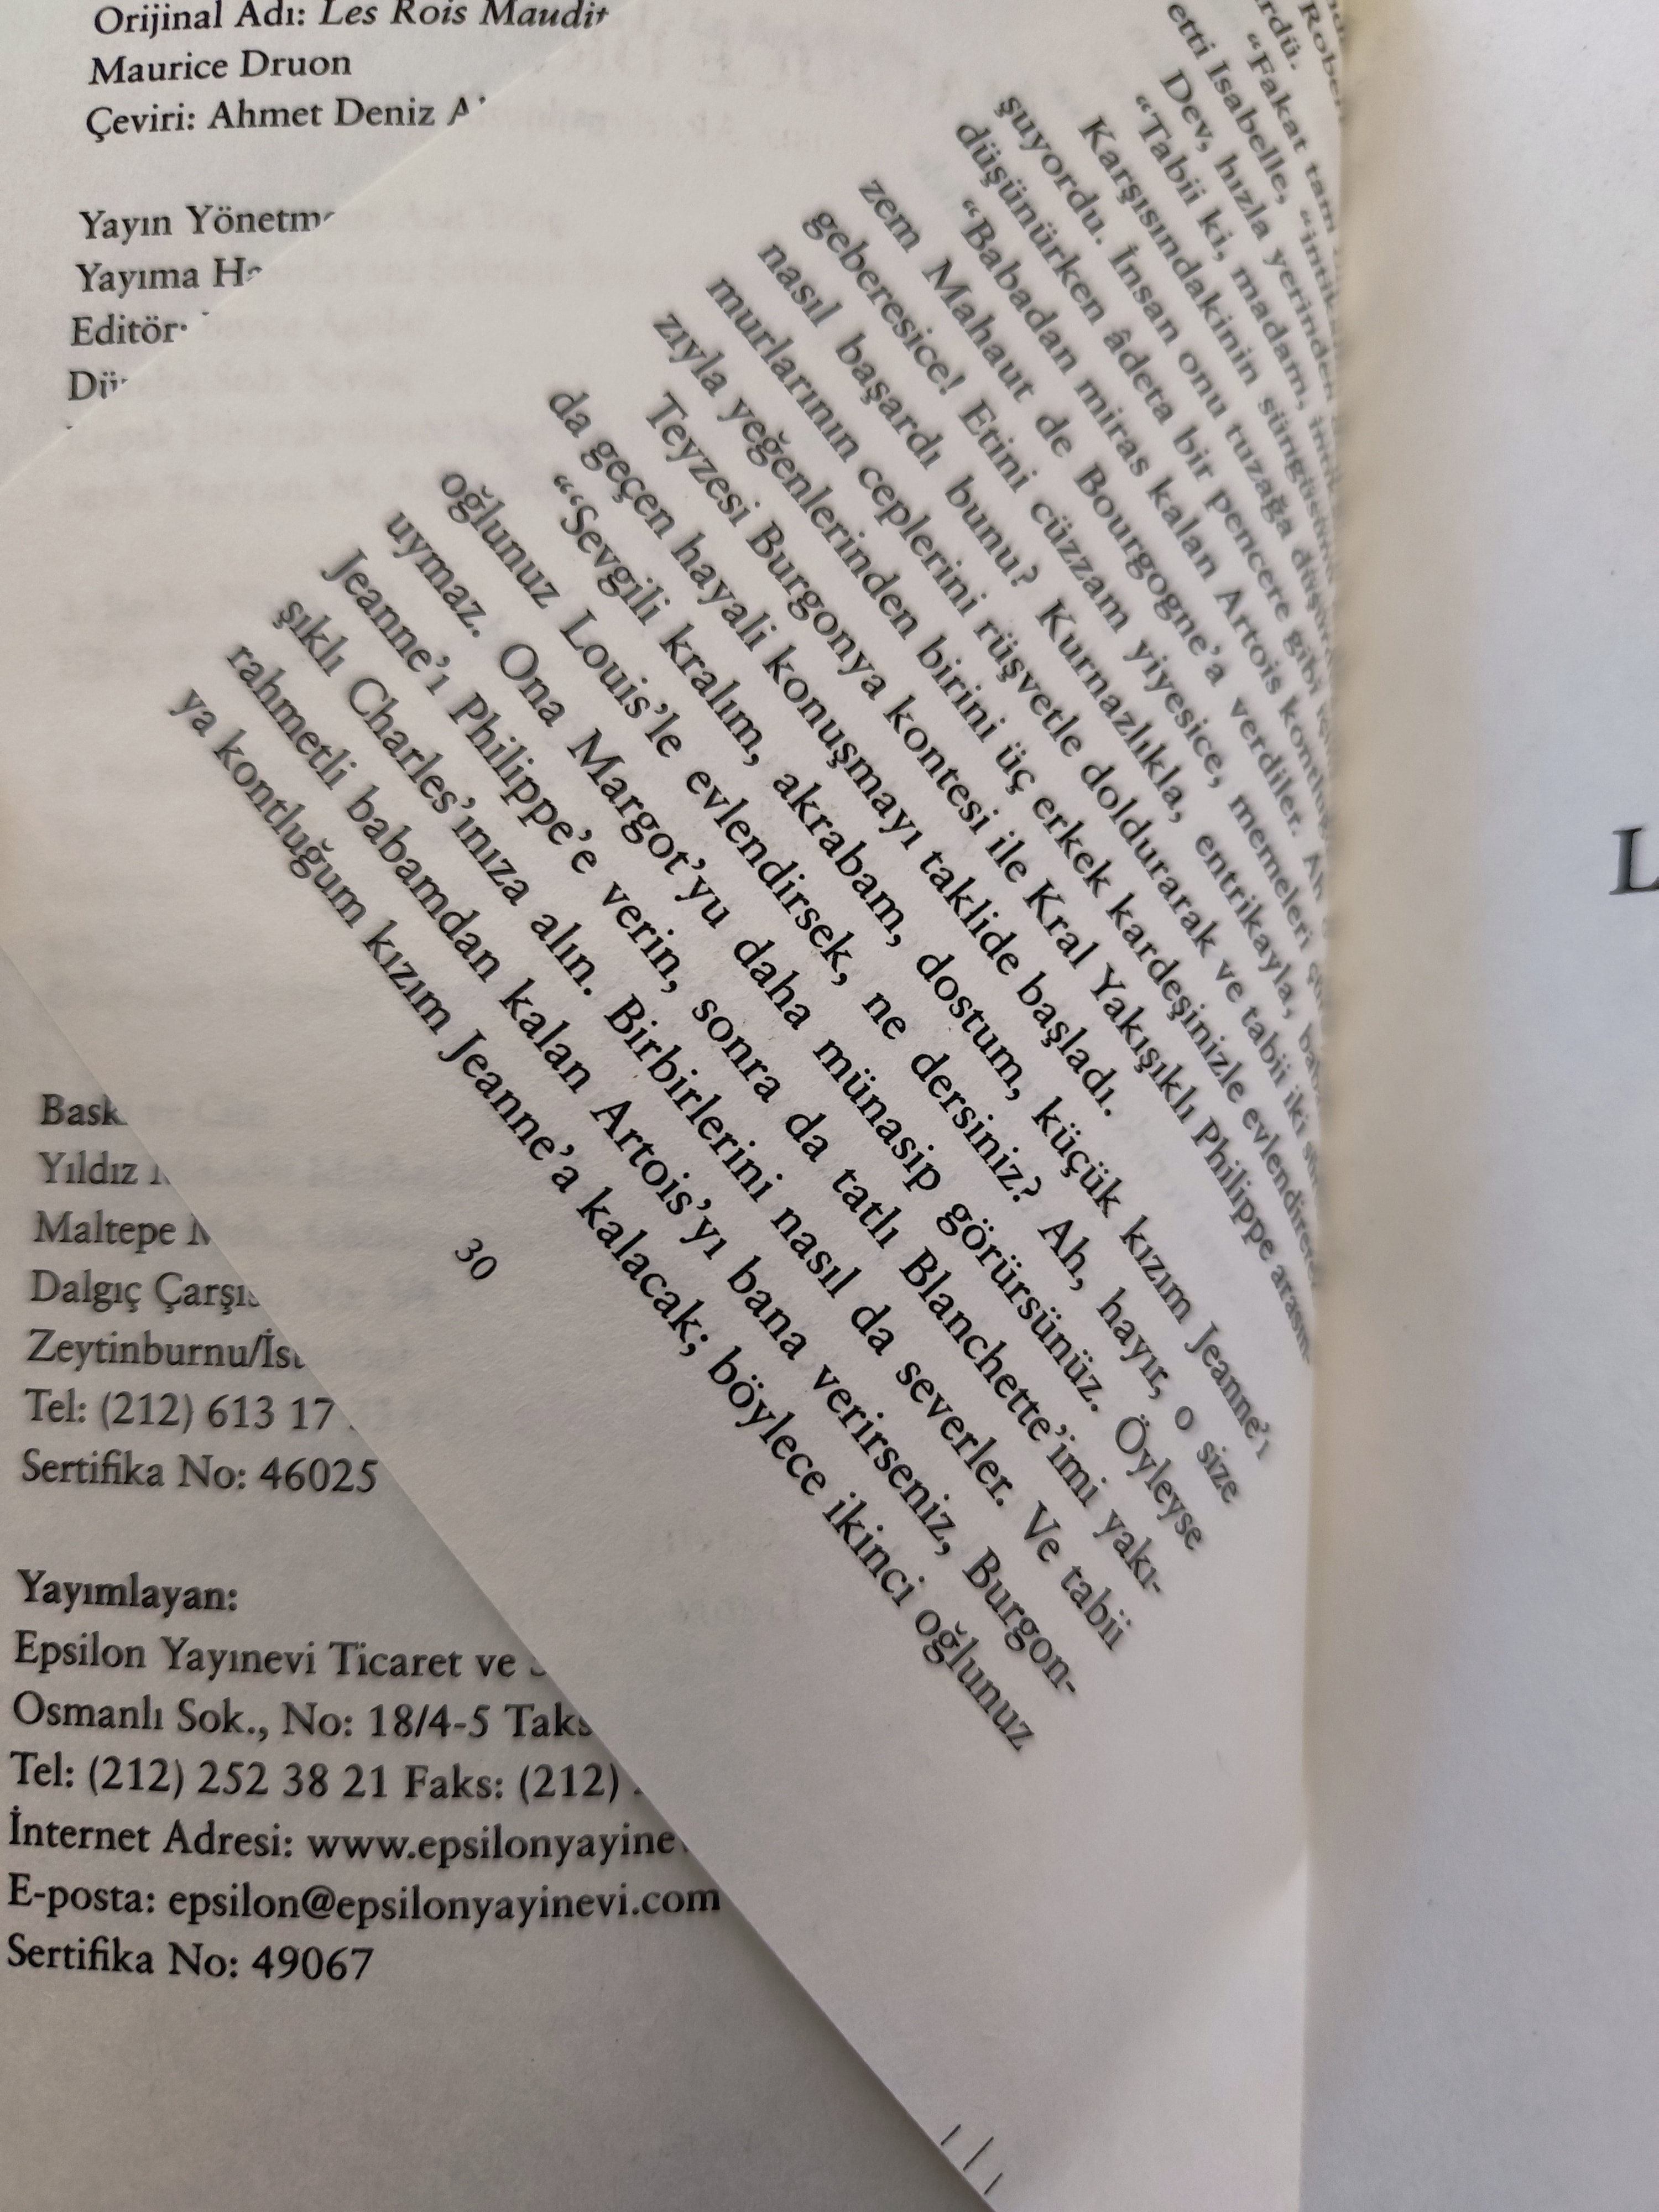 Orijinal Adı: Les Rois Maudit
Maurice Druon
Çeviri: Ahmet Deniz
Yayın
Yayıma
Editör
Yıldız
Maltepe
Dalgıç
Zeytinburnu/
Tel: (212) 613 17
Sertifika No: 46025
Yayımlayan:
Epsilon Yayınevi Ticaret ve
Osmanlı Sok., No: 18/4-5
Tel: (212) 252 38 21 Faks: (212)
İnternet Adresi: www.epsilonyayine
E-posta: epsilon@epsilonyayinevi.com
Sertifika No: 49067
“Fakat tam
etti Isabelle,
Dev, hızla yerinden
“Tabii ki, madam,
Karşısındakinin
şuyordu. İnsan onu tuzağa
düşünürken âdeta bir pencere gibi
“Babadan miras kalan Artois
zem Mahaut de Bourgogne’a verdiler. Ah
geberesice! Etini cüzzam yiyesice, memeleri
nasıl başardı bunu? Kurnazlıkla, entrikayla,
murlarının ceplerini rüşvetle doldurarak ve tabii iki
zıyla yeğenlerinden birini üç erkek kardeşinizle
Teyzesi Burgonya kontesi ile Kral Yakışıklı Philippe arasın-
da geçen hayali konuşmayı taklide başladı.
“‘Sevgili kralım, akrabam, dostum, küçük kızım Jeanne’ı
oğlunuz Louis’le evlendirsek, ne dersiniz? Ah, hayır, o size
uymaz. Ona Margot’yu daha münasip görürsünüz. Öyleyse
Jeanne’ı Philippe’e verin, sonra da tatlı Blanchette’imi yakı-
şıklı Charles’ınıza alın. Birbirlerini nasıl da severler. Ve tabii
rahmetli babamdan kalan Artois’yı bana verirseniz, Burgon-
ya kontluğum kızım Jeanne’a kalacak; böylece ikinci oğlunuz
30
L